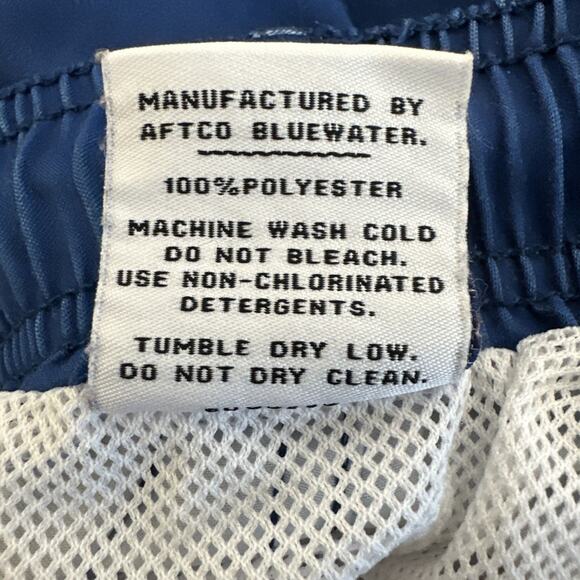 MANUFACTURED BY
AFTCO BLUEWATER.
100%POLYESTER
MACHINE WASH COLD
DO NOT BLEACH.
USE NON-CHLORINATED
DETERGENTS.
TUMBLE DRY LOW.
DO NOT DRY CLEAN.